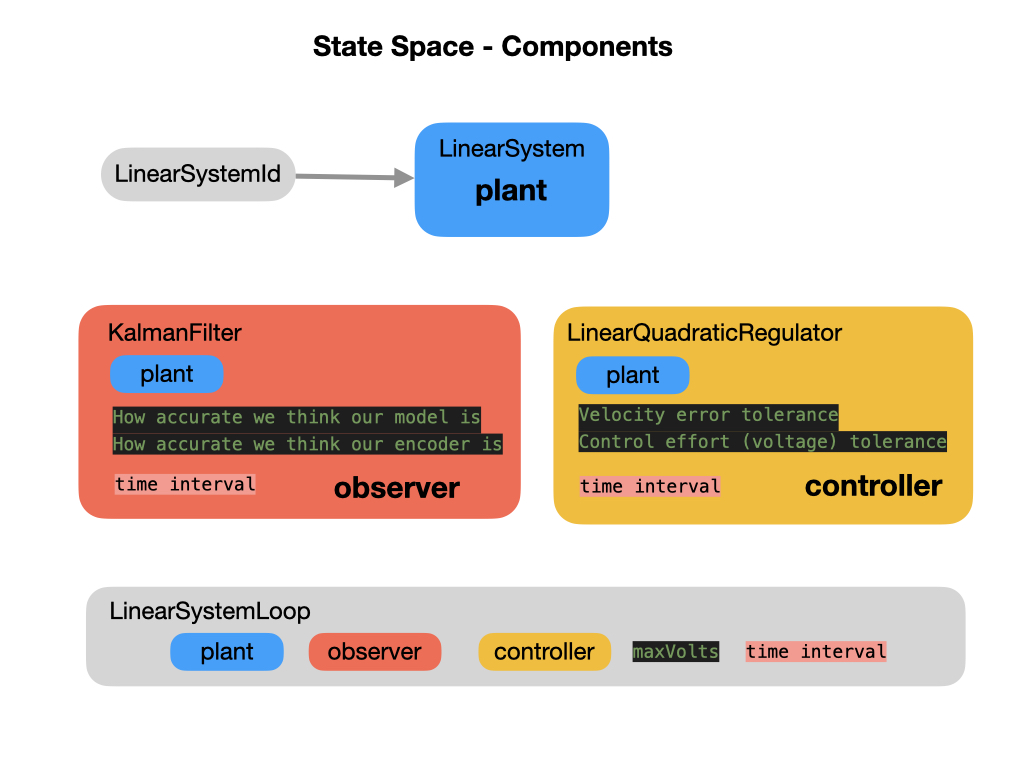 State Space - Components
LinearSystemId
LinearSystem
plant
KalmanFilter
plant
How accurate we think our model is
How accurate we think our encoder is
time interval
observer
LinearQuadraticRegulator
plant
Velocity error tolerance
Control effort (voltage) tolerance
time interval
controller
LinearSystemLoop
plant
observer
controller
maxVolts
time interval